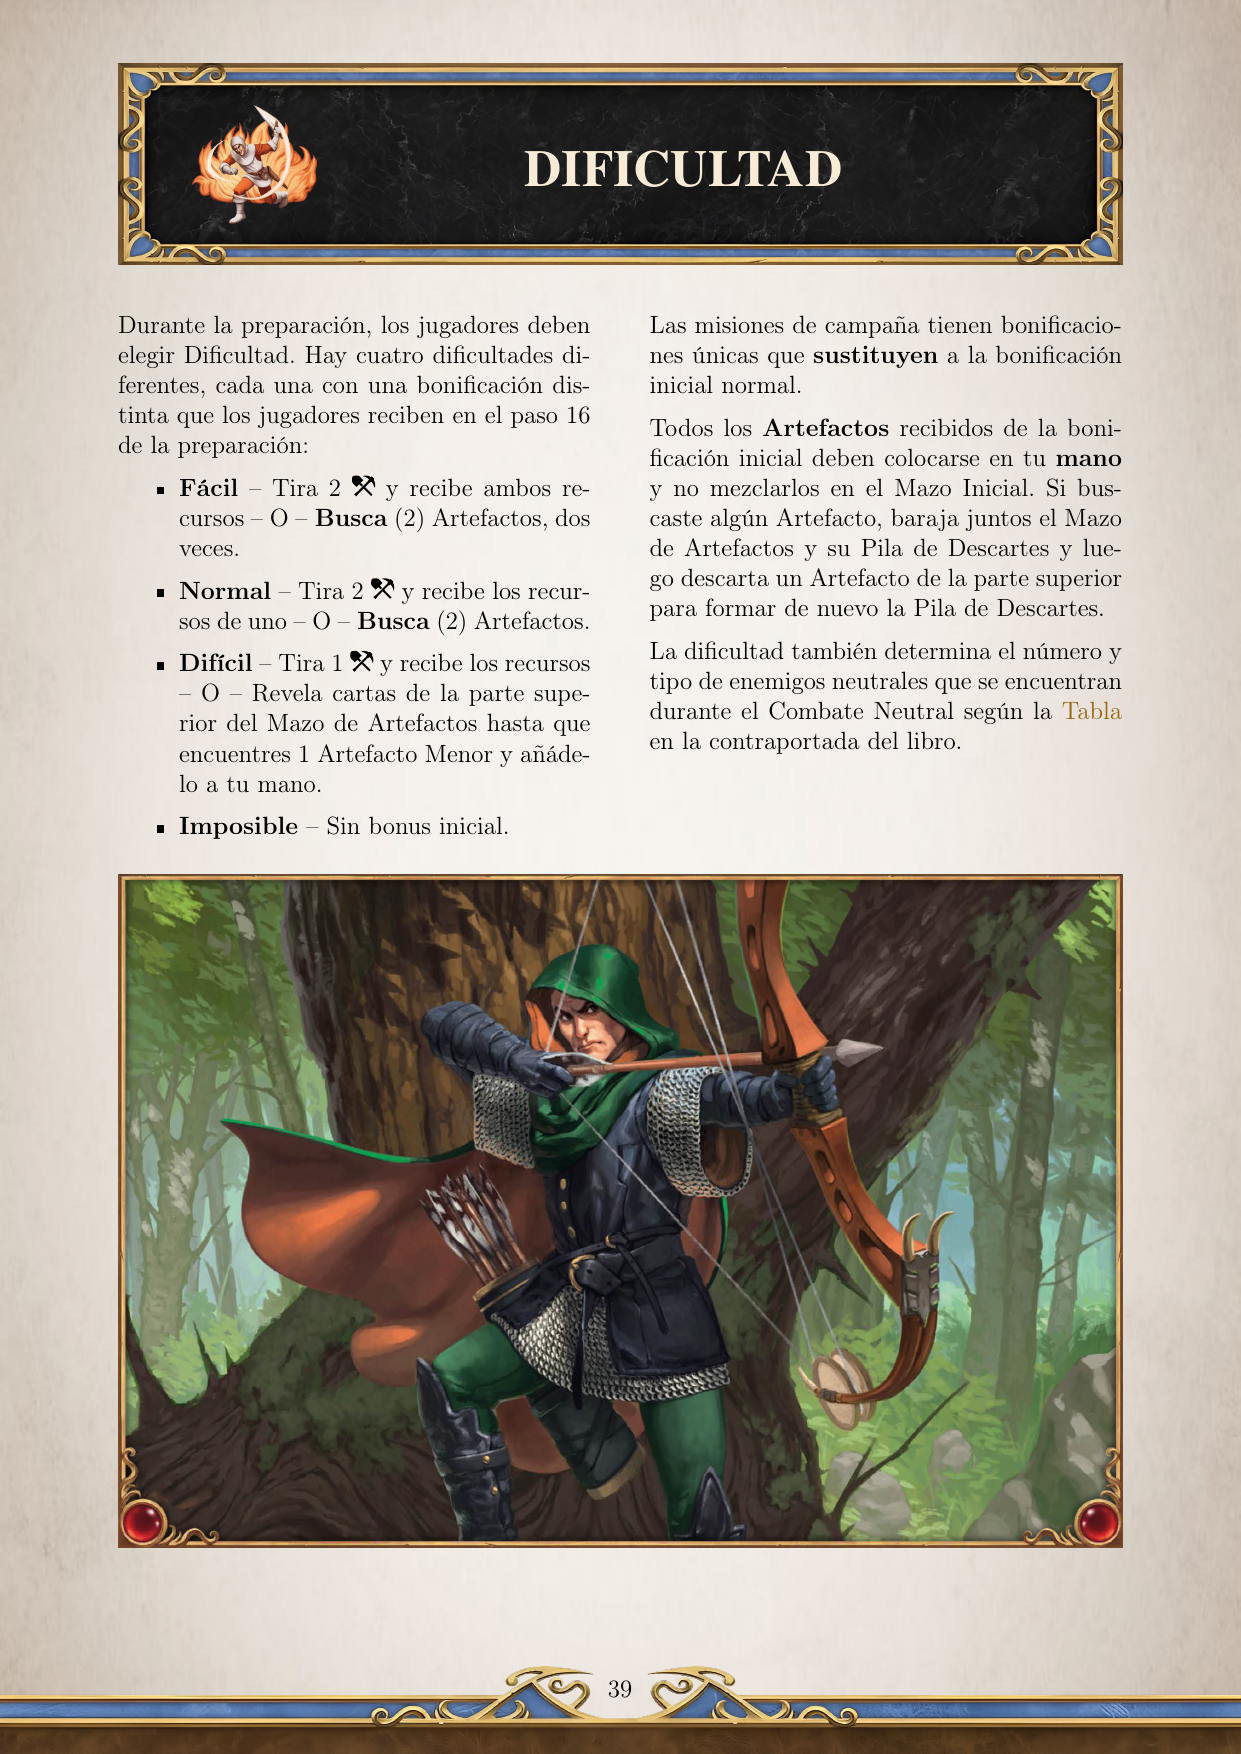 DIFICULTAD
Durante la preparación, los jugadores deben
elegir Dificultad. Hay cuatro dificultades di-
ferentes, cada una con una bonificación dis-
tinta que los jugadores reciben en el paso 16
de la preparación:
▪ Fácil – Tira 2 y recibe ambos re-
cursos – O – Busca (2) Artefactos, dos
veces.
▪ Normal – Tira 2 y recibe los recur-
sos de uno – O – Busca (2) Artefactos.
▪ Difícil – Tira 1 y recibe los recursos
– O – Revela cartas de la parte supe-
rior del Mazo de Artefactos hasta que
encuentres 1 Artefacto Menor y añáde-
lo a tu mano.
▪ Imposible – Sin bonus inicial.
Las misiones de campaña tienen bonificacio-
nes únicas que sustituyen a la bonificación
inicial normal.
Todos los Artefactos recibidos de la boni-
ficación inicial deben colocarse en tu mano
y no mezclarlos en el Mazo Inicial. Si bus-
caste algún Artefacto, baraja juntos el Mazo
de Artefactos y su Pila de Descartes y lue-
go descarta un Artefacto de la parte superior
para formar de nuevo la Pila de Descartes.
La dificultad también determina el número y
tipo de enemigos neutrales que se encuentran
durante el Combate Neutral según la Tabla
en la contraportada del libro.
39